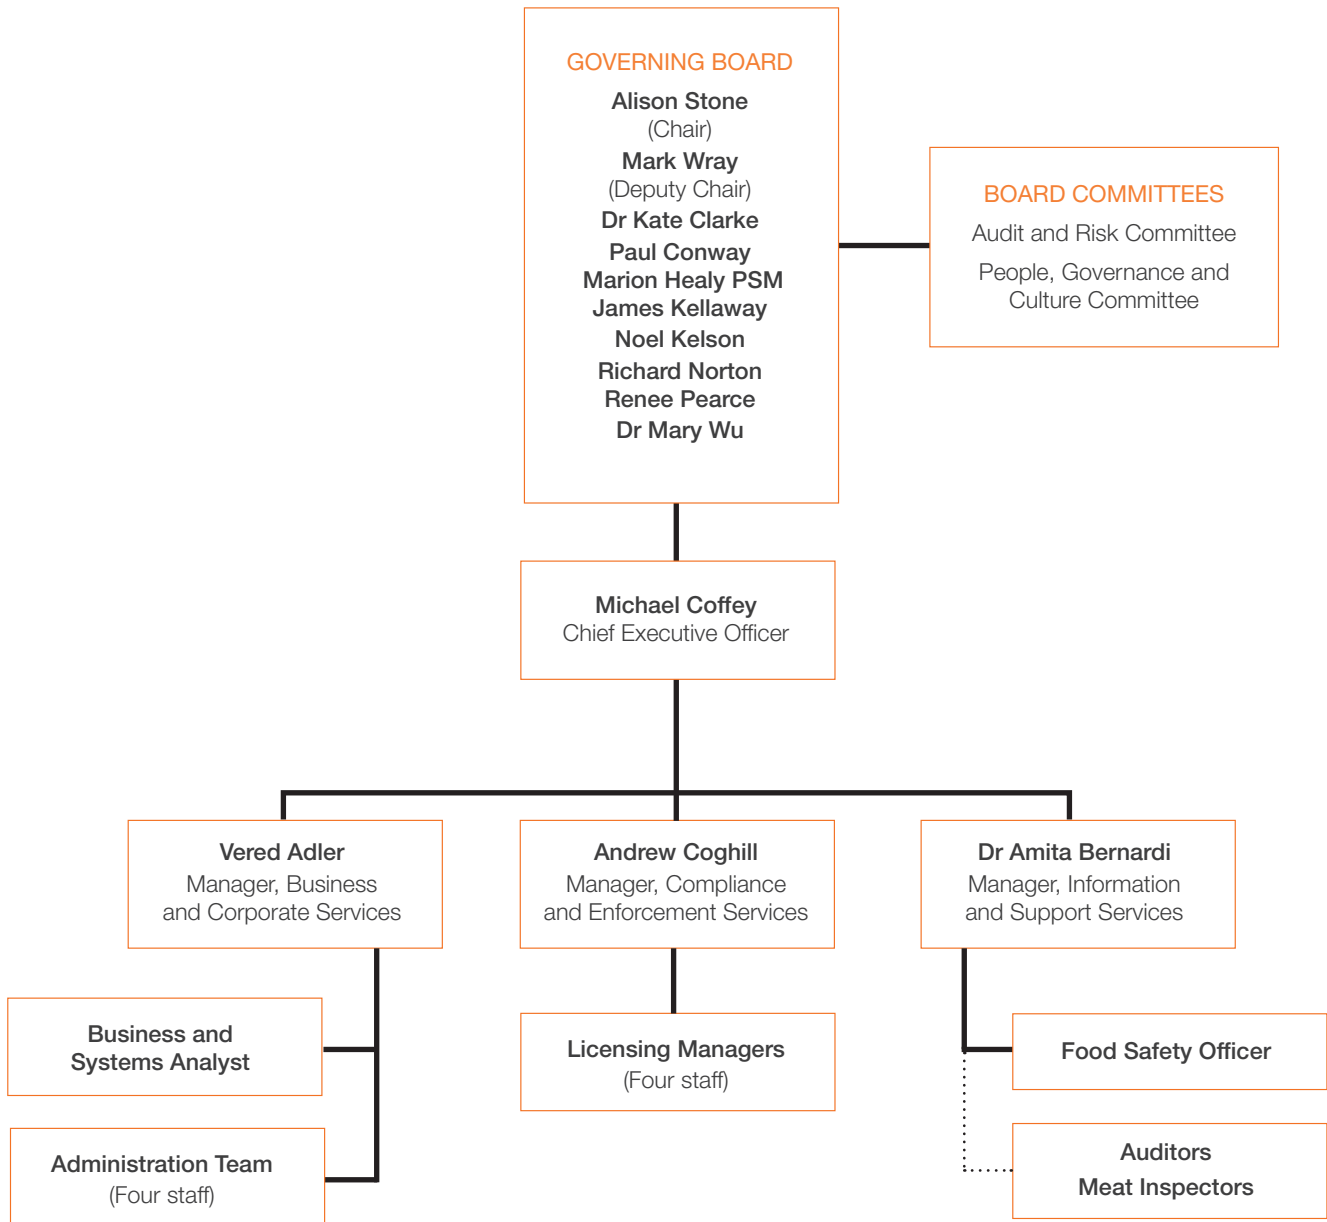 GOVERNING BOARD
Alison Stone
(Chair)
Mark Wray
(Deputy Chair)
Dr Kate Clarke
Paul Conway
Marion Healy PSM
James Kellaway
Noel Kelson
Richard Norton
Renee Pearce
Dr Mary Wu
BOARD COMMITTEES
Audit and Risk Committee
People, Governance and
Culture Committee
Michael Coffey
Chief Executive Officer
Vered Adler
Manager, Business
and Corporate Services
Andrew Coghill
Manager, Compliance
and Enforcement Services
Dr Amita Bernardi
Manager, Information
and Support Services
Business and
Systems Analyst
Administration Team
(Four staff)
Licensing Managers
(Four staff)
Food Safety Officer
Auditors
Meat Inspectors